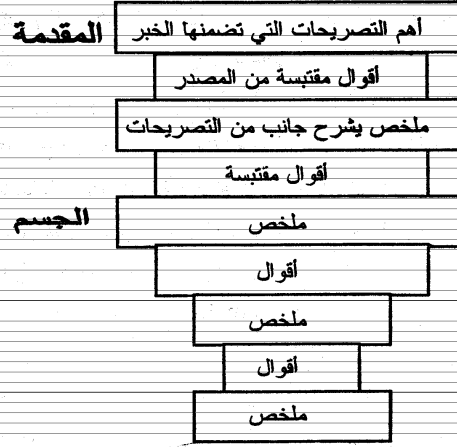 المقدمة أهم التصريحات التي تضمنها الخبر
أقوال مقتبسة من المصدر
ملخص يشرح جانب من التصريحات
أقوال مقتبسة
الجسم ملخص
أقوال
ملخص
أقوال
ملخص